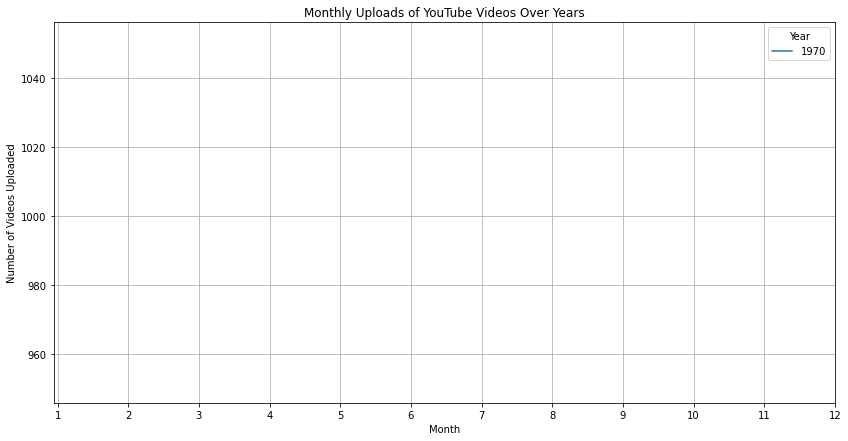 Monthly Uploads of YouTube Videos Over Years
Year
1970
1040
1020
1000
980
960
Number of Videos Uploaded
1 2 3 4 5 6 7 8 9 10 11 12
Month